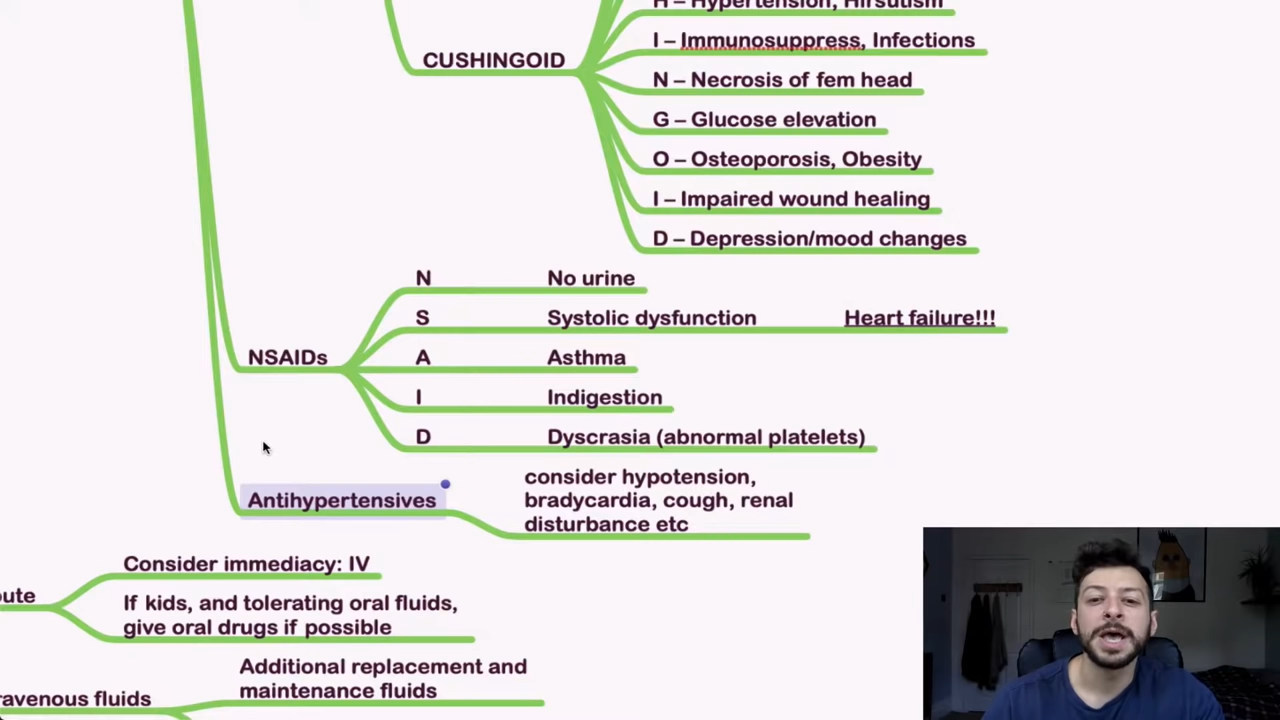 H – Hypertension, Hirsutism
I – Immunosuppress, Infections
CUSHINGOID
N – Necrosis of fem head
G – Glucose elevation
O – Osteoporosis, Obesity
I – Impaired wound healing
D – Depression/mood changes
N No urine
S Systolic dysfunction Heart failure!!!
NSAIDs
A Asthma
I Indigestion
D Dyscrasia (abnormal platelets)
Antihypertensives
consider hypotension,
bradycardia, cough, renal
disturbance etc
Consider immediacy: IV
oute
If kids, and tolerating oral fluids,
give oral drugs if possible
Additional replacement and
maintenance fluids
ravenous fluids